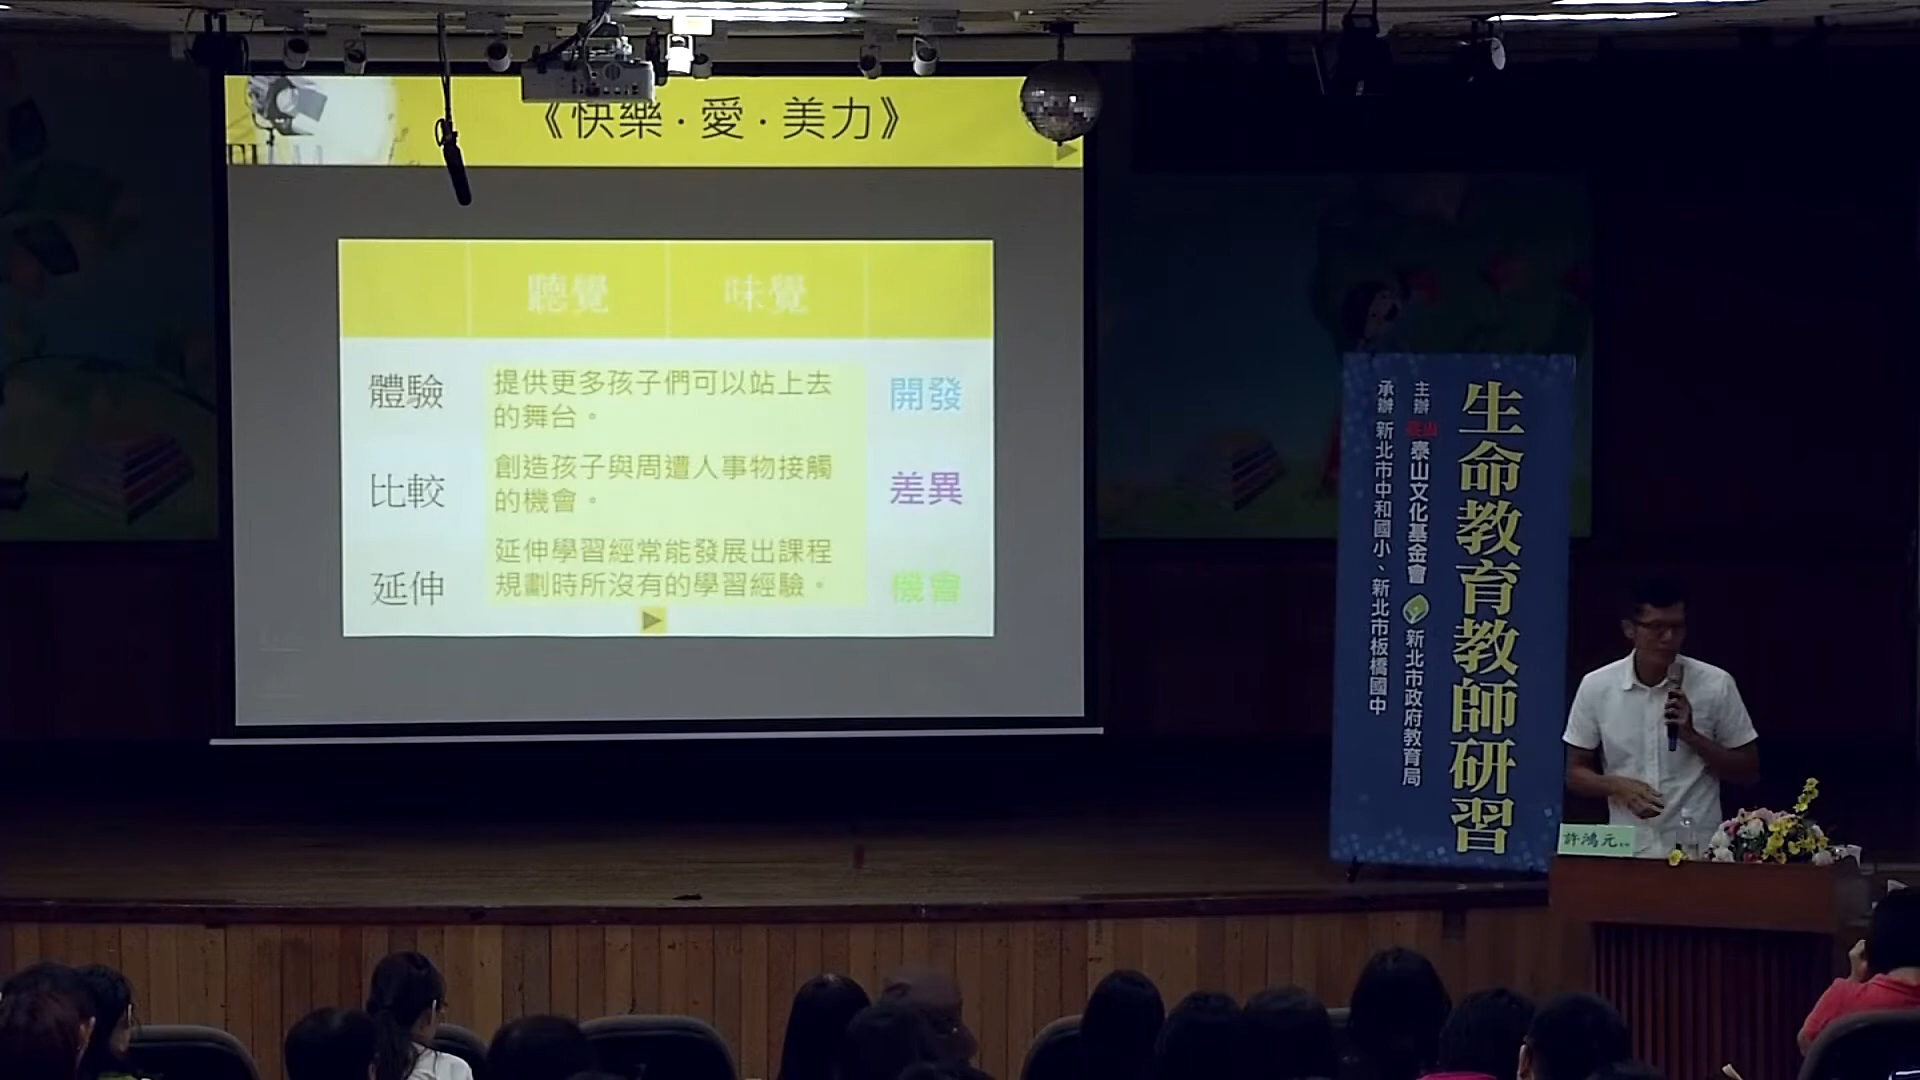 《快樂·愛·美力》
聽覺 味覺
體驗 提供更多孩子們可以站上去
的舞台。 開發
比較 創造孩子與周遭人事物接觸
的機會。 差異
延伸 延伸學習經常能發展出課程
規劃時所沒有的學習經驗。 機會
生命教育教師研習
主辦 泰山 泰山文化基金會 新北市政府教育局
承辦 新北市中和國小、新北市板橋國中
許鴻元